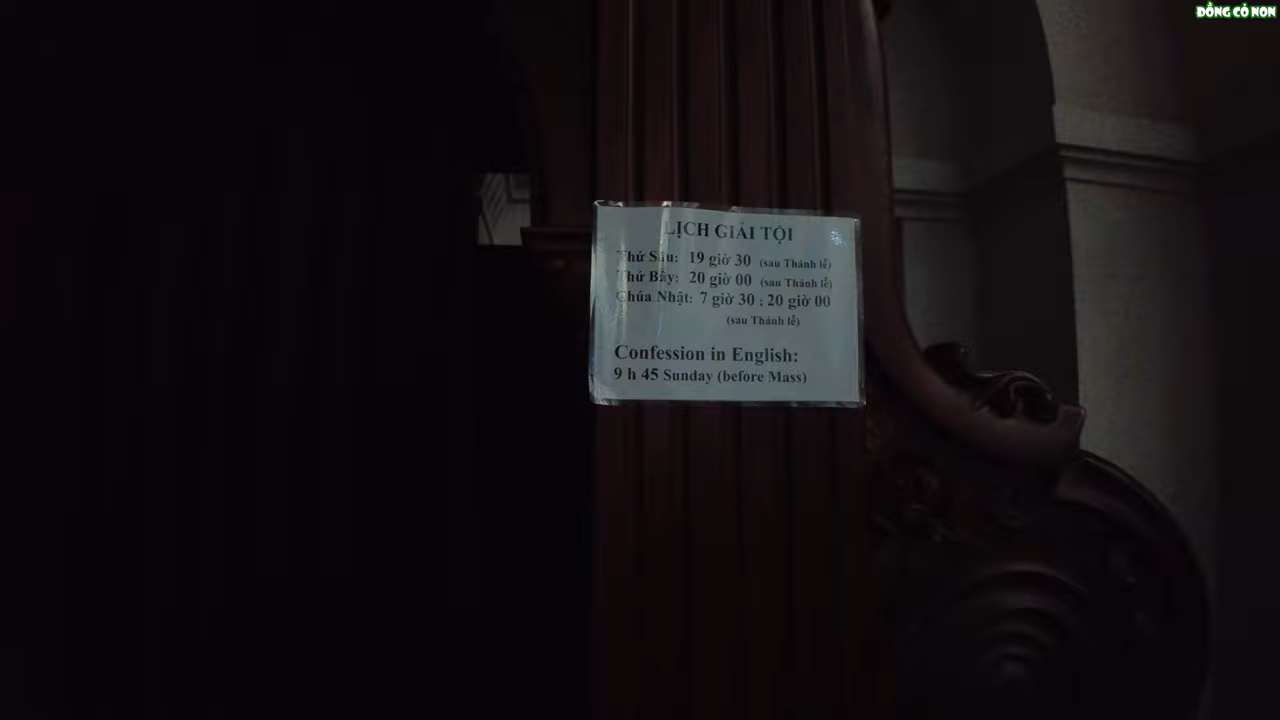 ĐỒNG CỎ NON
LỊCH GIẢI TỘI
Thứ Sáu: 19 giờ 30 (sau Thánh lễ)
Thứ Bảy: 20 giờ 00 (sau Thánh lễ)
Chúa Nhật: 7 giờ 30 ; 20 giờ 00
(sau Thánh lễ)
Confession in English:
9 h 45 Sunday (before Mass)